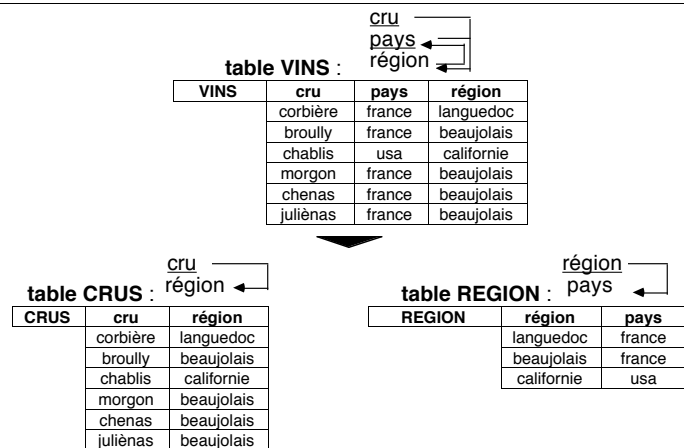 cru
pays
région
table VINS :
VINS cru pays région
corbière france languedoc
broully france beaujolais
chablis usa californie
morgon france beaujolais
chenas france beaujolais
juliènas france beaujolais
cru
région
table CRUS :
CRUS cru région
corbière languedoc
broully beaujolais
chablis californie
morgon beaujolais
chenas beaujolais
juliènas beaujolais
région
pays
table REGION :
REGION région pays
languedoc france
beaujolais france
californie usa